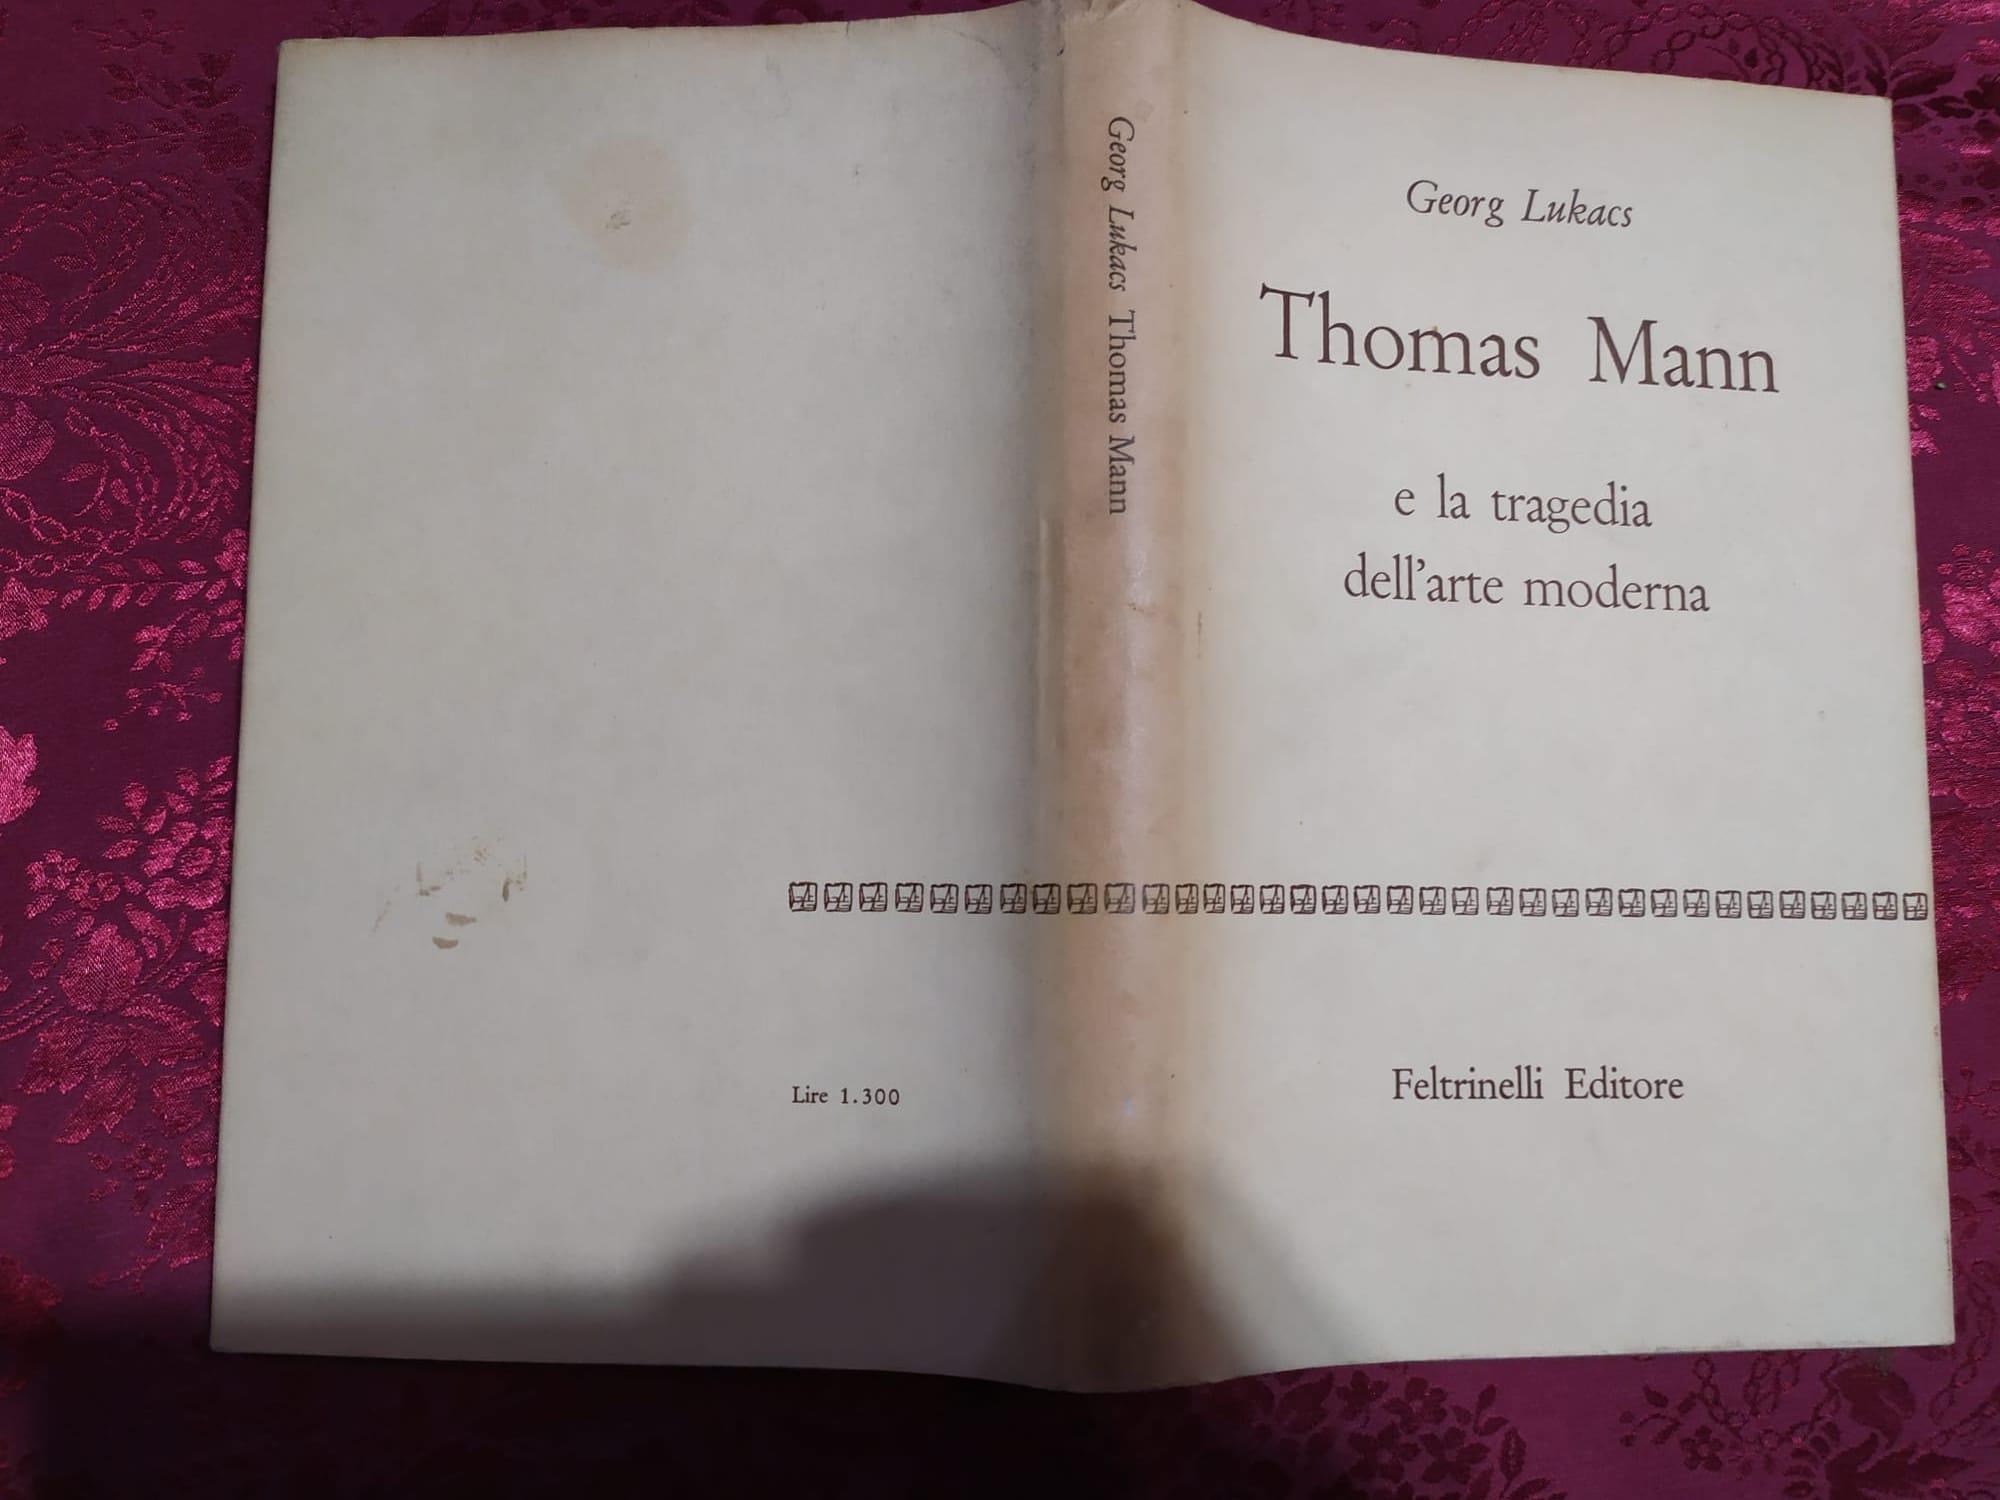 Georg Lukacs
Thomas Mann
e la tragedia
dell'arte moderna
Feltrinelli Editore
Georg Lukacs Thomas Mann
Lire 1.300